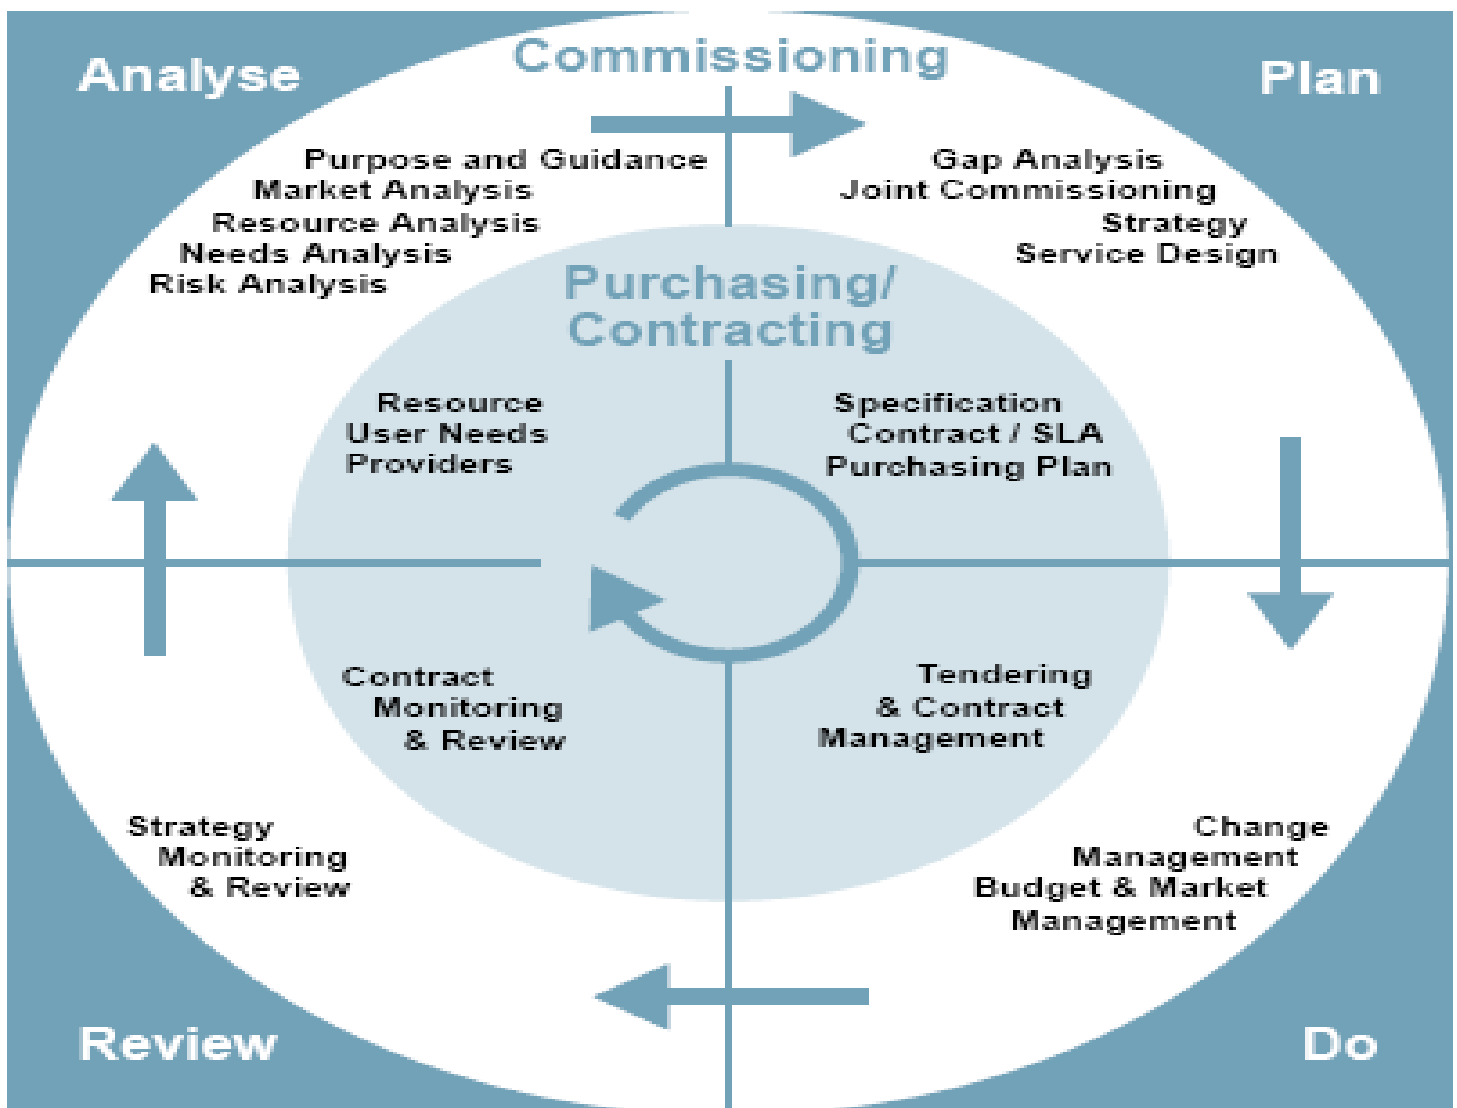 Analyse
Commissioning
Plan
Purpose and Guidance
Market Analysis
Resource Analysis
Needs Analysis
Risk Analysis
Gap Analysis
Joint Commissioning
Strategy
Service Design
Purchasing/
Contracting
Resource
User Needs
Providers
Specification
Contract / SLA
Purchasing Plan
Contract
Monitoring
& Review
Tendering
& Contract
Management
Strategy
Monitoring
& Review
Change
Management
Budget & Market
Management
Review
Do